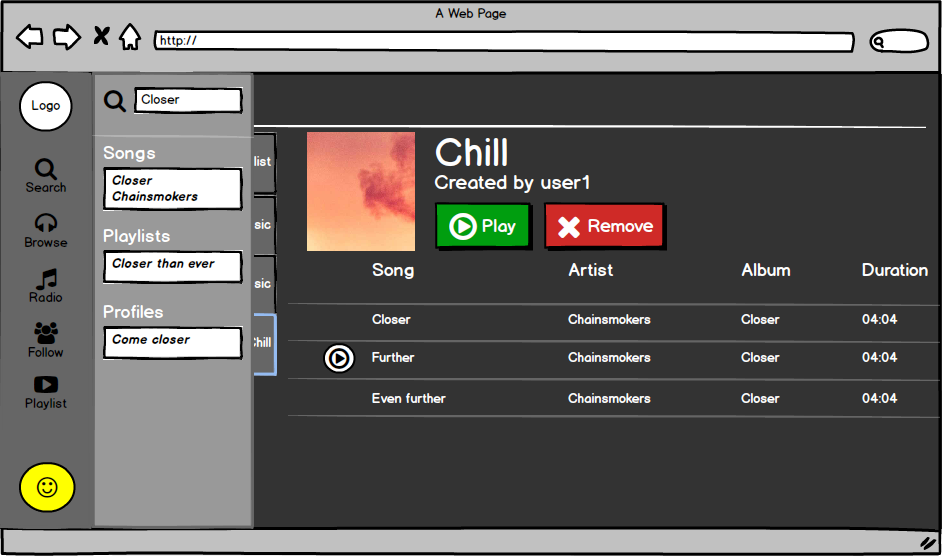 A Web Page
http://
Logo
Search
Browse
Radio
Follow
Playlist
Closer
Songs
Closer
Chainsmokers
Playlists
Closer than ever
Profiles
Come closer
list
sic
sic
Chill
Chill
Created by user1
Play Remove
Song Artist Album Duration
Closer Chainsmokers Closer 04:04
Further Chainsmokers Closer 04:04
Even further Chainsmokers Closer 04:04